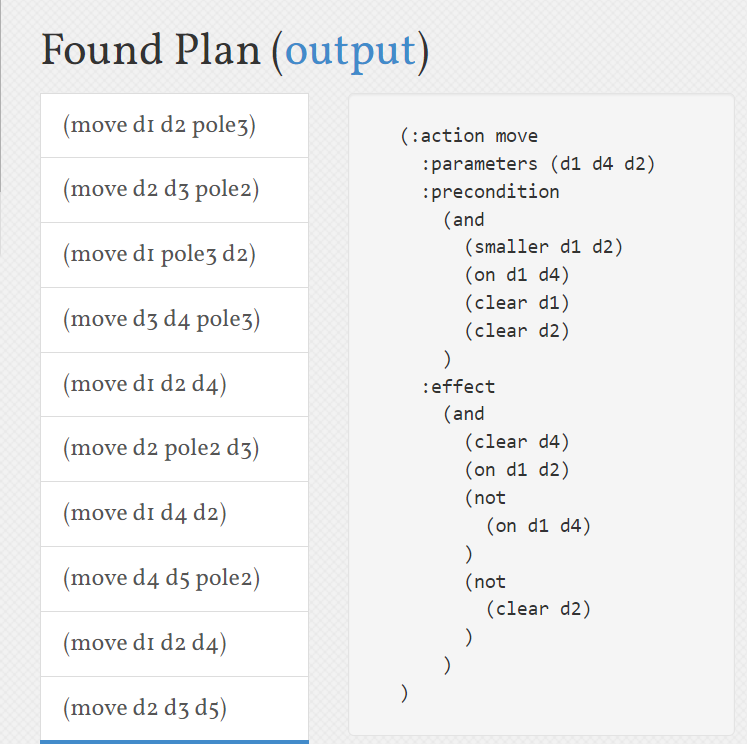 Found Plan (output)
(move d1 d2 pole3)
(move d2 d3 pole2)
(move d1 pole3 d2)
(move d3 d4 pole3)
(move d1 d2 d4)
(move d2 pole2 d3)
(move d1 d4 d2)
(move d4 d5 pole2)
(move d1 d2 d4)
(move d2 d3 d5)
(:action move
:parameters (d1 d4 d2)
:precondition
(and
(smaller d1 d2)
(on d1 d4)
(clear d1)
(clear d2)
)
:effect
(and
(clear d4)
(on d1 d2)
(not
(on d1 d4)
)
(not
(clear d2)
)
)
)